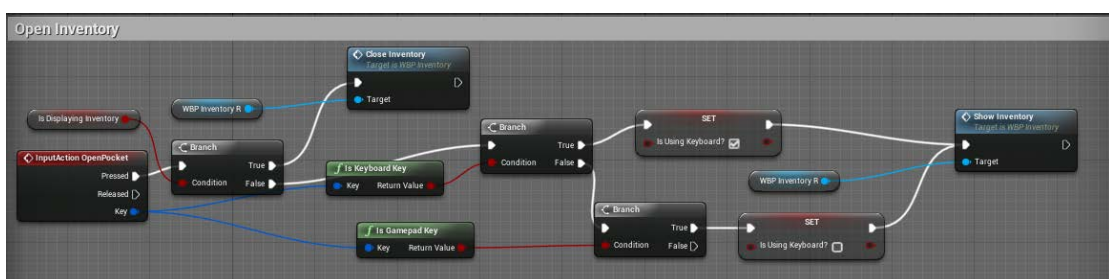 Open Inventory
Close Inventory
Target is WBP Inventory
Target
WBP Inventory R
Is Displaying Inventory
InputAction OpenPocket
Pressed
Released
Key
Branch
True
Condition False
Is Keyboard Key
Key Return Value
Is Gamepad Key
Key Return Value
Branch
True
Condition False
SET
Is Using Keyboard?
Branch
True
Condition False
SET
Is Using Keyboard?
WBP Inventory R
Show Inventory
Target is WBP Inventory
Target